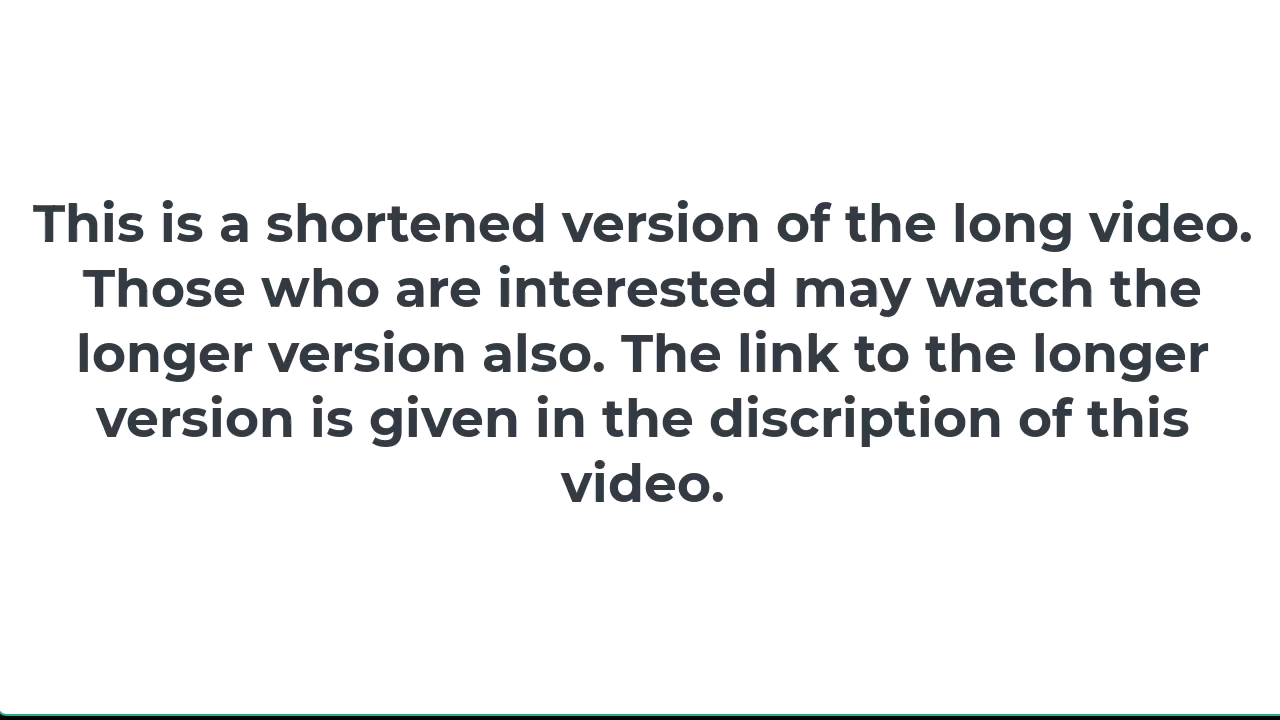 This is a shortened version of the long video.
Those who are interested may watch the
longer version also. The link to the longer
version is given in the discription of this
video.